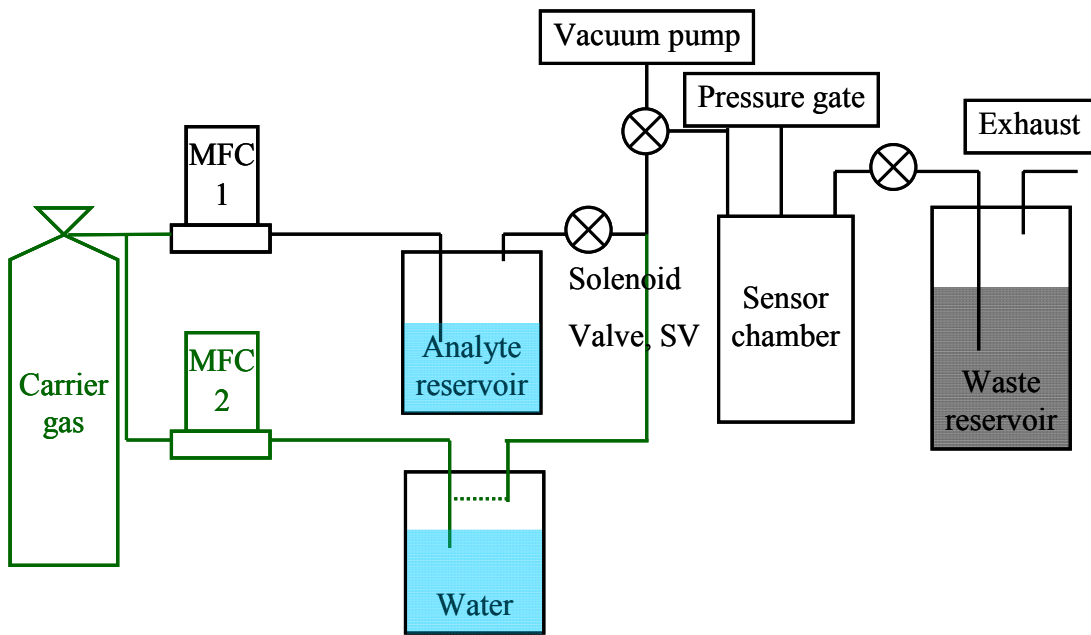 Vacuum pump
Pressure gate
Exhaust
MFC
1
Solenoid
Valve, SV
Sensor
chamber
Analyte
reservoir
MFC
2
Carrier
gas
Waste
reservoir
Water